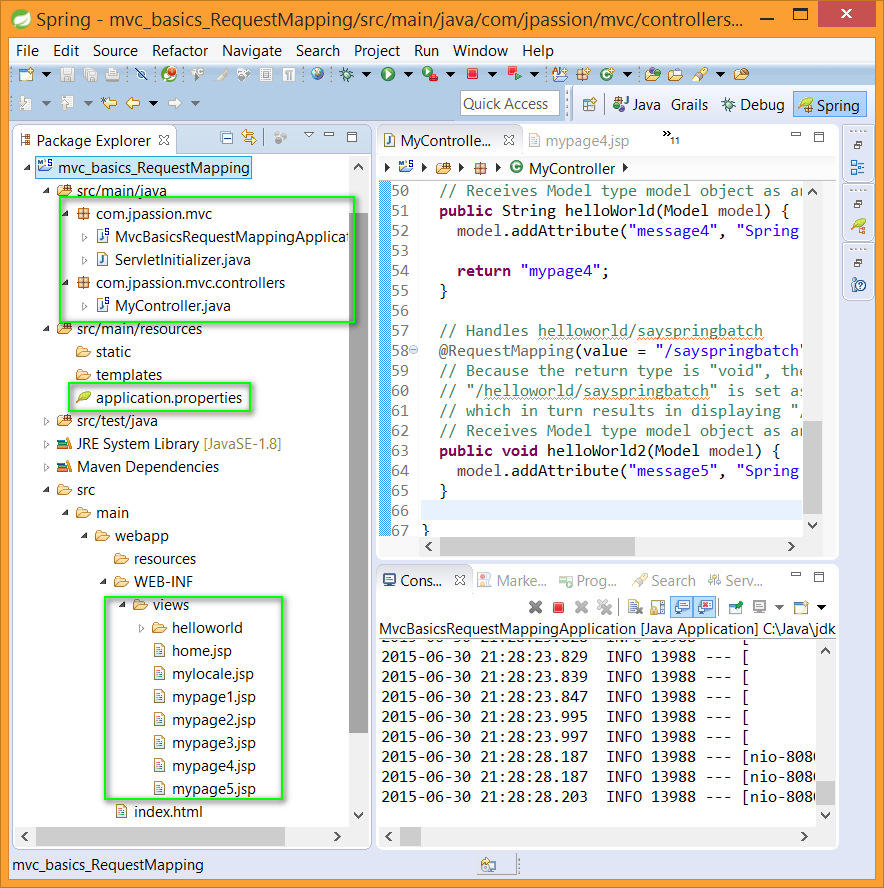 Spring - mvc_basics_RequestMapping/src/main/java/com/jpassion/mvc/controllers...
File Edit Source Refactor Navigate Search Project Run Window Help
Quick Access
Java Grails Debug Spring
Package Explorer
mvc_basics_RequestMapping
src/main/java
com.jpassion.mvc
MvcBasicsRequestMappingApplicat
ServletInitializer.java
com.jpassion.mvc.controllers
MyController.java
src/main/resources
static
templates
application.properties
src/test/java
JRE System Library [JavaSE-1.8]
Maven Dependencies
src
main
webapp
resources
WEB-INF
views
helloworld
home.jsp
mylocale.jsp
mypage1.jsp
mypage2.jsp
mypage3.jsp
mypage4.jsp
mypage5.jsp
index.html
MyControlle... mypage4.jsp »11
MyController
50 // Receives Model type model object as an
51 public String helloWorld(Model model) {
52 model.addAttribute("message4", "Spring
53
54 return "mypage4";
55 }
56
57 // Handles helloworld/sayspringbatch
58 @RequestMapping(value = "/sayspringbatch"
59 // Because the return type is "void", the
60 // "/helloworld/sayspringbatch" is set as
61 // which in turn results in displaying "/
62 // Receives Model type model object as an
63 public void helloWorld2(Model model) {
64 model.addAttribute("message5", "Spring
65 }
66
67 }
Cons... Marke... Prog... Search Serv...
MvcBasicsRequestMappingApplication [Java Application] C:\Java\jdk
2015-06-30 21:28:23.829 INFO 13988 --- [
2015-06-30 21:28:23.839 INFO 13988 --- [
2015-06-30 21:28:23.847 INFO 13988 --- [
2015-06-30 21:28:23.995 INFO 13988 --- [
2015-06-30 21:28:23.997 INFO 13988 --- [
2015-06-30 21:28:28.187 INFO 13988 --- [nio-8080
2015-06-30 21:28:28.187 INFO 13988 --- [nio-8080
2015-06-30 21:28:28.203 INFO 13988 --- [nio-8080
mvc_basics_RequestMapping